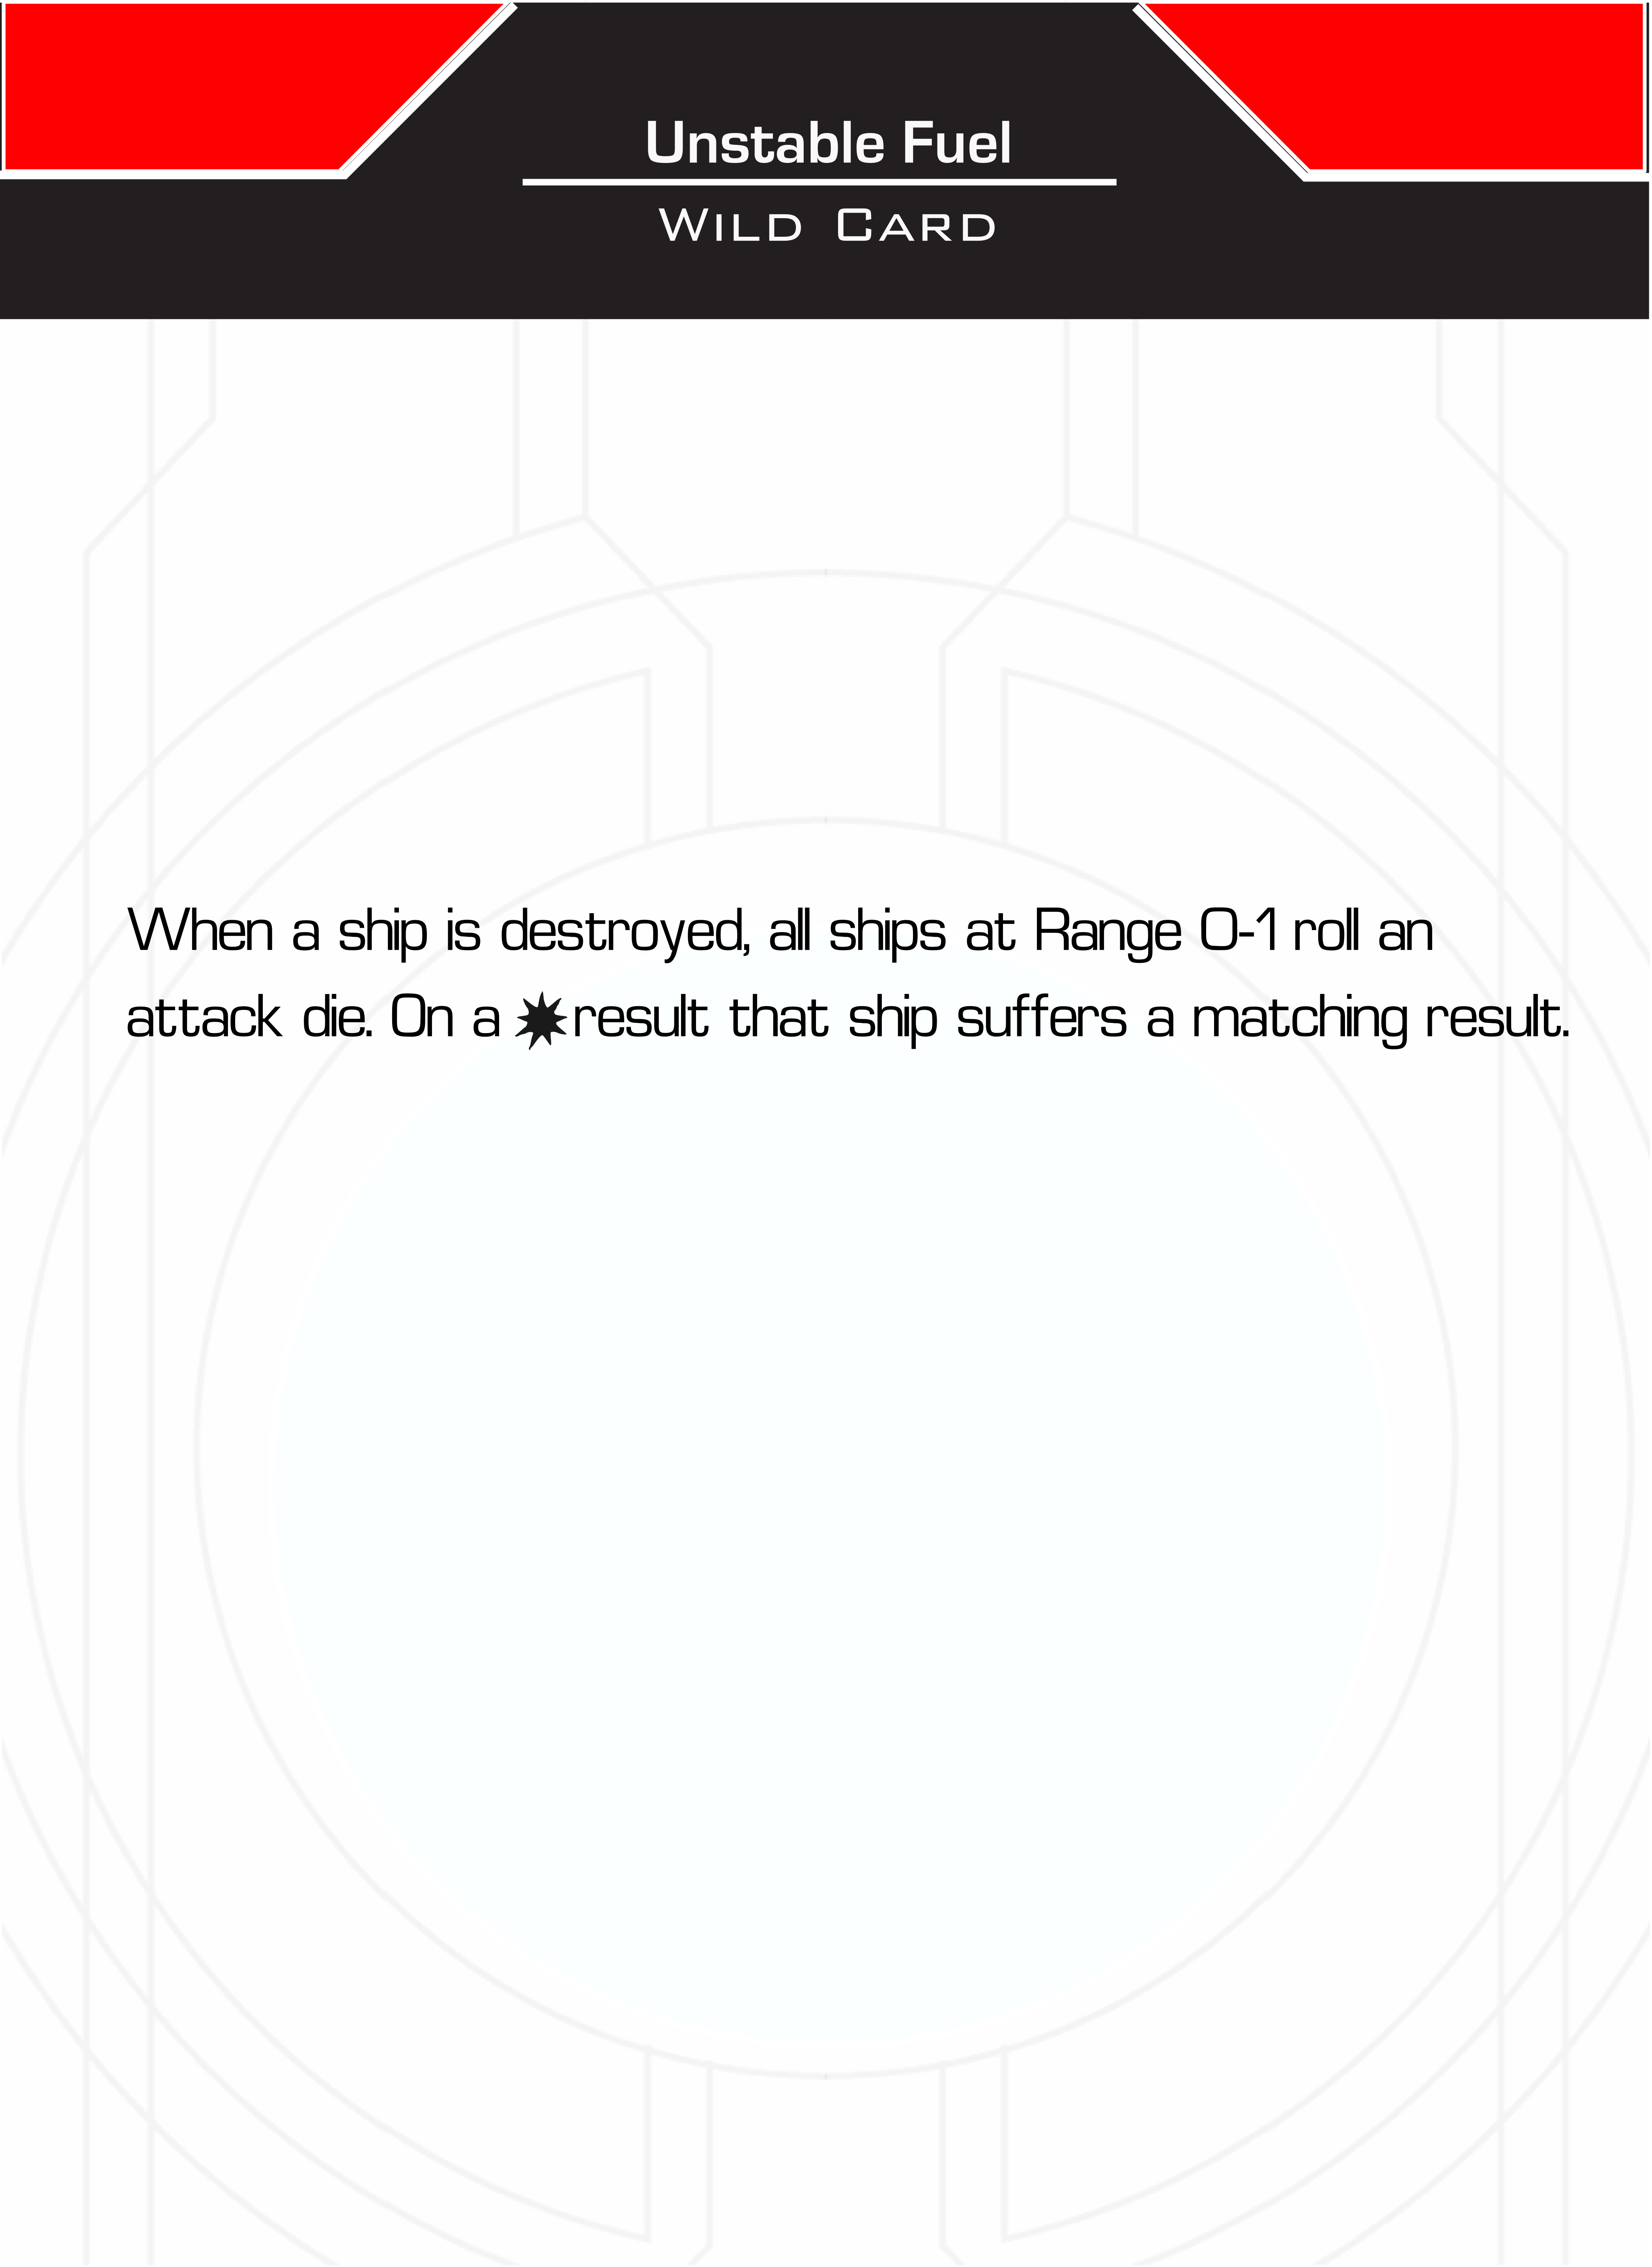 Unstable Fuel
Wild Card
When a ship is destroyed, all ships at Range 0-1 roll an
attack die. On a result that ship suffers a matching result.